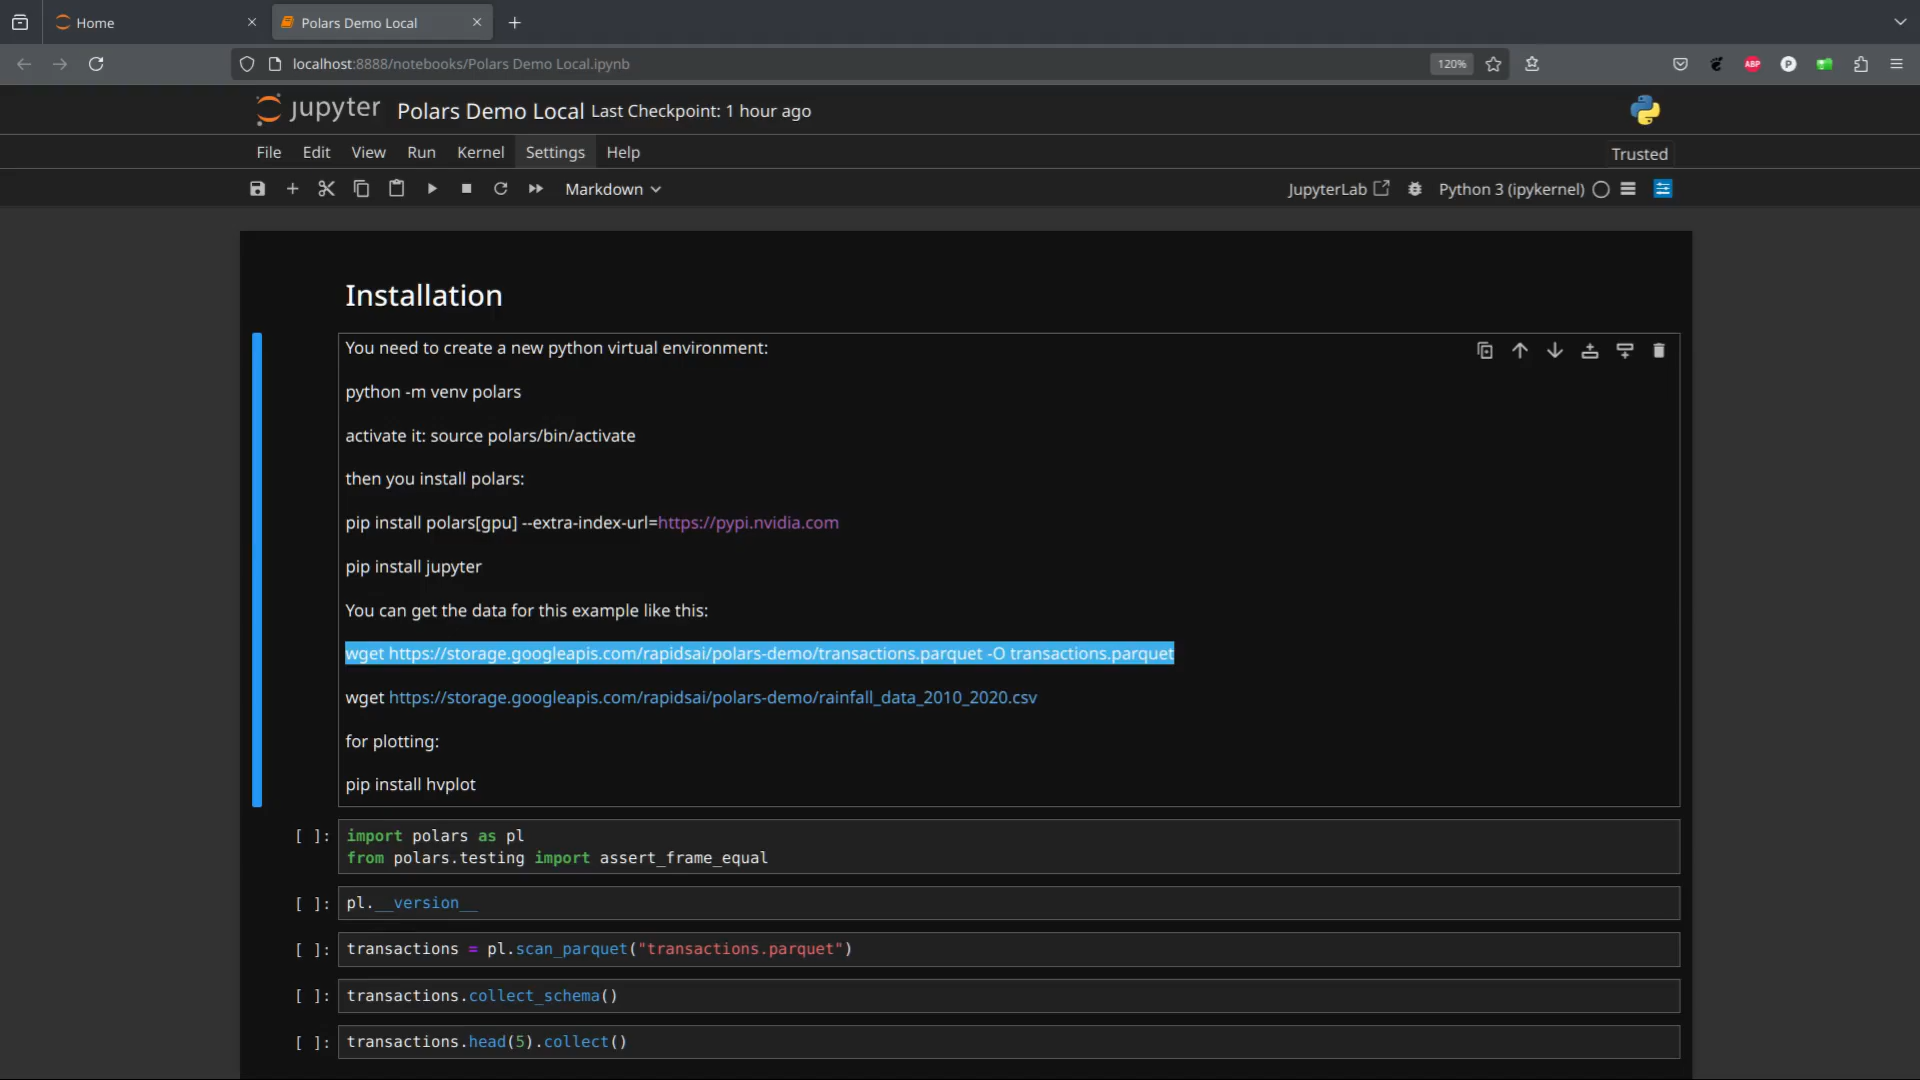 Home
Polars Demo Local
localhost:8888/notebooks/Polars Demo Local.ipynb
120%
ABP
P
jupyter Polars Demo Local Last Checkpoint: 1 hour ago
File Edit View Run Kernel Settings Help
Trusted
Markdown
JupyterLab
Python 3 (ipykernel)
Installation
You need to create a new python virtual environment:
python -m venv polars
activate it: source polars/bin/activate
then you install polars:
pip install polars[gpu] --extra-index-url=https://pypi.nvidia.com
pip install jupyter
You can get the data for this example like this:
wget https://storage.googleapis.com/rapidsai/polars-demo/transactions.parquet -O transactions.parquet
wget https://storage.googleapis.com/rapidsai/polars-demo/rainfall_data_2010_2020.csv
for plotting:
pip install hvplot
[ ]: import polars as pl
from polars.testing import assert_frame_equal
[ ]: pl.__version__
[ ]: transactions = pl.scan_parquet("transactions.parquet")
[ ]: transactions.collect_schema()
[ ]: transactions.head(5).collect()